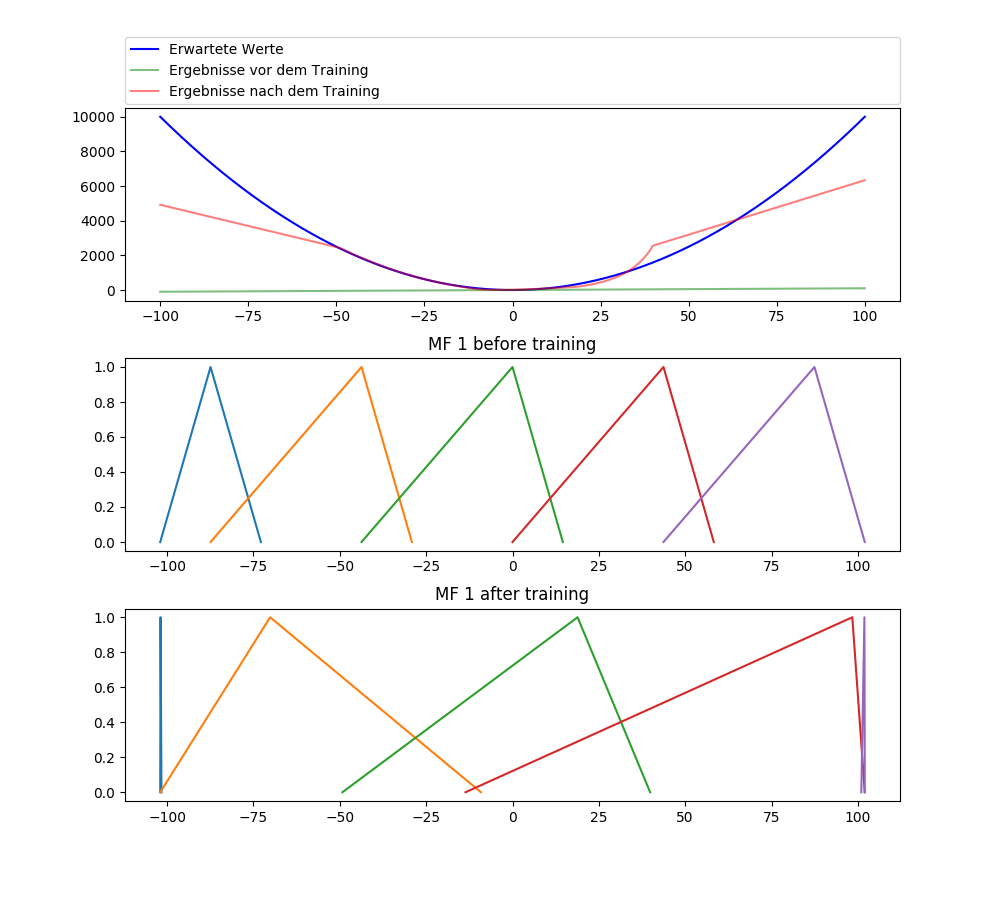 Erwartete Werte
Ergebnisse vor dem Training
Ergebnisse nach dem Training
10000
8000
6000
4000
2000
0
−100 −75 −50 −25 0 25 50 75 100
MF 1 before training
1.0
0.8
0.6
0.4
0.2
0.0
−100 −75 −50 −25 0 25 50 75 100
MF 1 after training
1.0
0.8
0.6
0.4
0.2
0.0
−100 −75 −50 −25 0 25 50 75 100